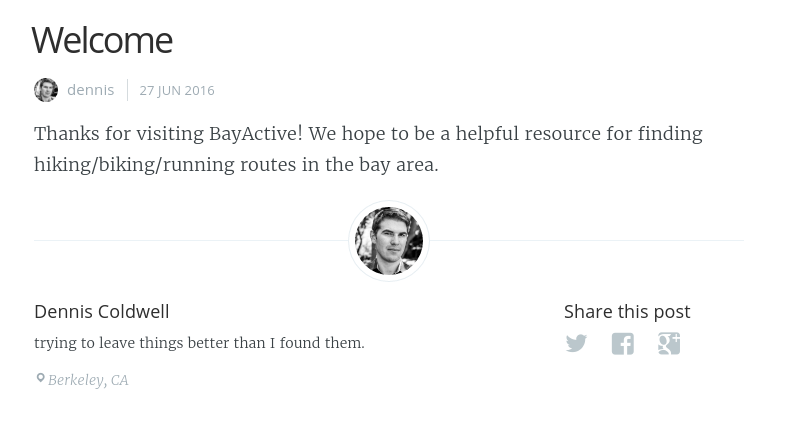 Welcome
dennis 27 JUN 2016
Thanks for visiting BayActive! We hope to be a helpful resource for finding
hiking/biking/running routes in the bay area.
Dennis Coldwell
trying to leave things better than I found them.
Berkeley, CA
Share this post